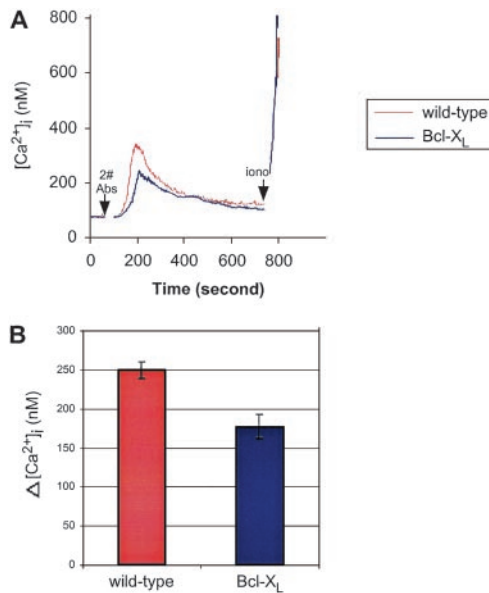 A
800
600
400
200
0
[Ca2+]i (nM)
2#
Abs
iono
0 200 400 600 800
Time (second)
wild-type
Bcl-XL
B
300
250
200
150
100
50
0
Δ [Ca2+]i (nM)
wild-type Bcl-XL